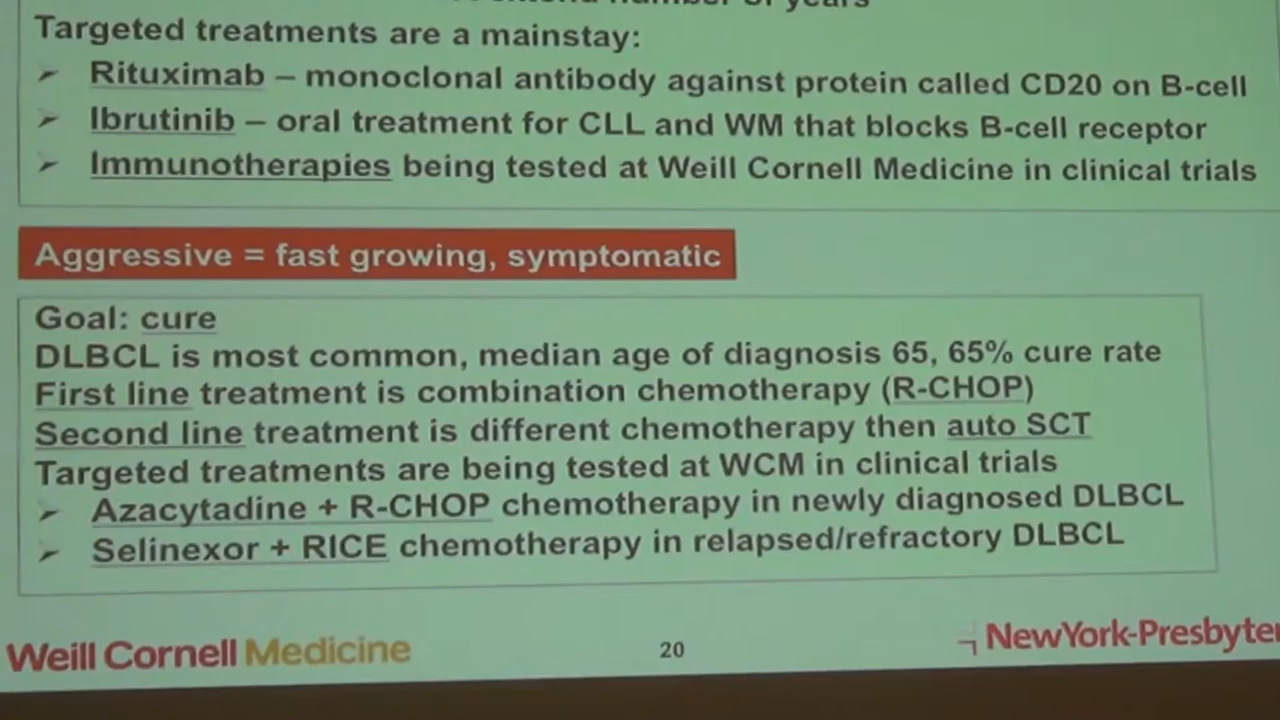 number of years
Targeted treatments are a mainstay:
➢ Rituximab – monoclonal antibody against protein called CD20 on B-cell
➢ Ibrutinib – oral treatment for CLL and WM that blocks B-cell receptor
➢ Immunotherapies being tested at Weill Cornell Medicine in clinical trials
Aggressive = fast growing, symptomatic
Goal: cure
DLBCL is most common, median age of diagnosis 65, 65% cure rate
First line treatment is combination chemotherapy (R-CHOP)
Second line treatment is different chemotherapy then auto SCT
Targeted treatments are being tested at WCM in clinical trials
➢ Azacytadine + R-CHOP chemotherapy in newly diagnosed DLBCL
➢ Selinexor + RICE chemotherapy in relapsed/refractory DLBCL
Weill Cornell Medicine 20 NewYork-Presbyter